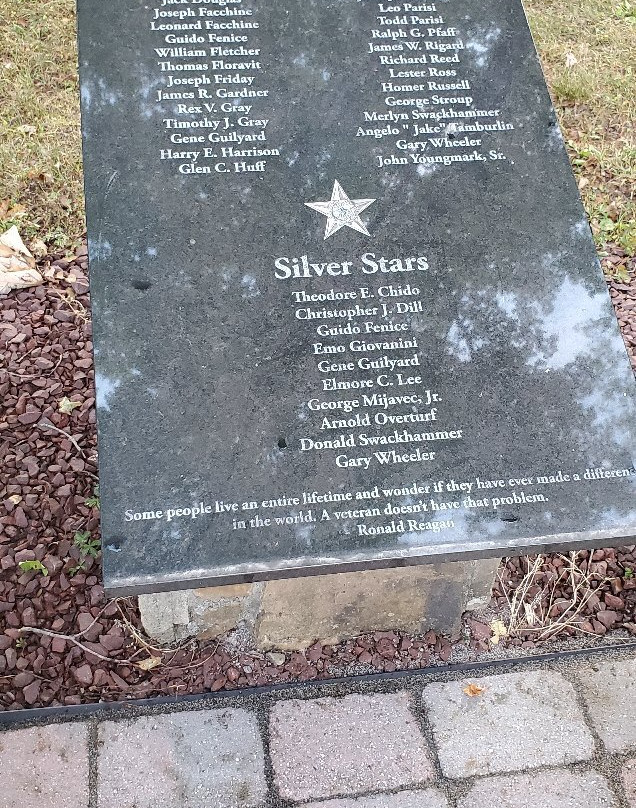 Jack Douglas
Joseph Facchine
Leonard Facchine
Guido Fenice
William Fletcher
Thomas Floravit
Joseph Friday
James R. Gardner
Rex V. Gray
Timothy J. Gray
Gene Guilyard
Harry E. Harrison
Glen C. Huff
Leo Parisi
Todd Parisi
Ralph G. Pfaff
James W. Rigard
Richard Reed
Lester Ross
Homer Russell
George Stroup
Merlyn Swackhammer
Angelo " Jake" Tamburlin
Gary Wheeler
John Youngmark, Sr.
Silver Stars
Theodore E. Chido
Christopher J. Dill
Guido Fenice
Emo Giovanini
Gene Guilyard
Elmore C. Lee
George Mijavec, Jr.
Arnold Overturf
Donald Swackhammer
Gary Wheeler
Some people live an entire lifetime and wonder if they have ever made a differen
in the world. A veteran doesn't have that problem.
Ronald Reagan